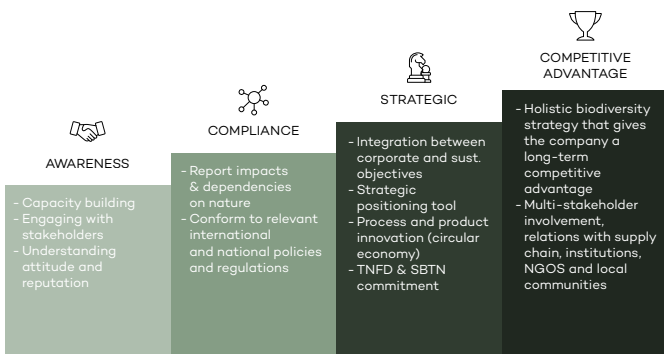 AWARENESS
- Capacity building
- Engaging with
stakeholders
- Understanding
attitude and
reputation
COMPLIANCE
- Report impacts
& dependencies
on nature
- Conform to relevant
international
and national policies
and regulations
STRATEGIC
- Integration between
corporate and sust.
objectives
- Strategic
positioning tool
- Process and product
innovation (circular
economy)
- TNFD & SBTN
commitment
COMPETITIVE
ADVANTAGE
- Holistic biodiversity
strategy that gives
the company a
long-term
competitive
advantage
- Multi-stakeholder
involvement,
relations with supply
chain, institutions,
NGOS and local
communities